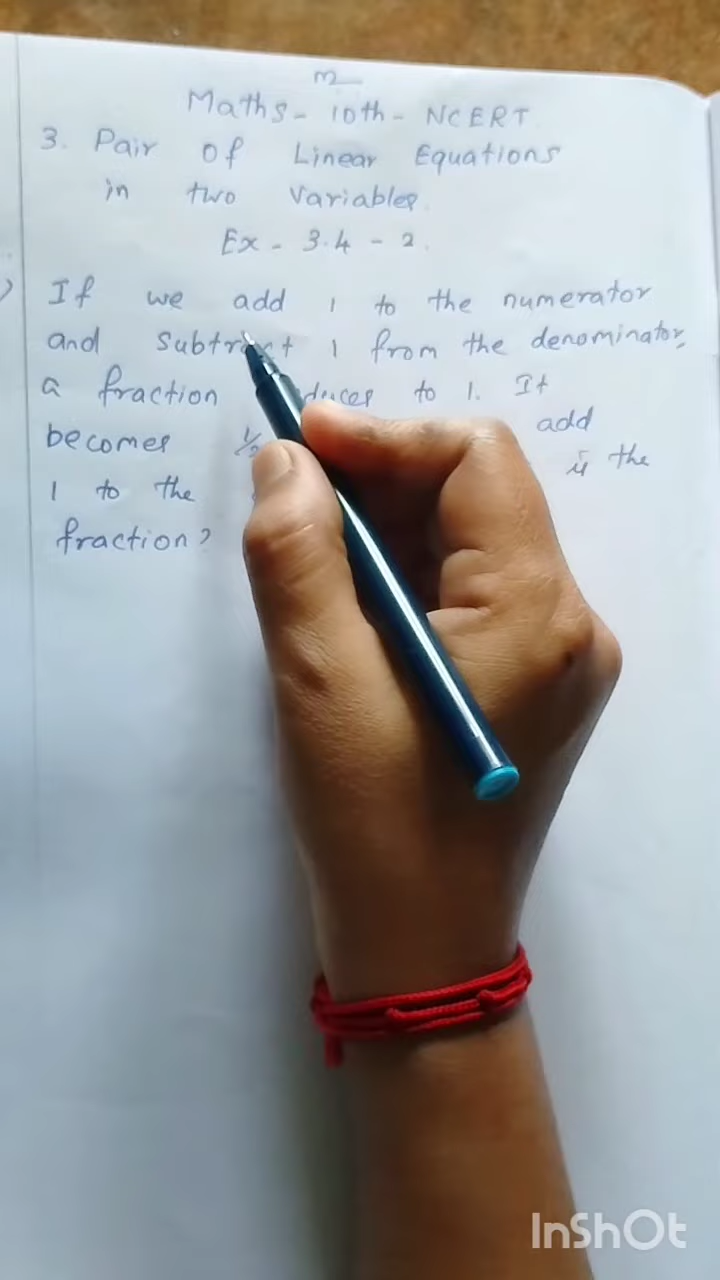 Maths - 10th - NCERT
3. Pair of Linear Equations
in two Variables.
Ex - 3.4 - 2.
If we add 1 to the numerator
and Subtract 1 from the denominator,
a fraction to 1. It
becomes add
1 to the is the
fraction?
InShOt